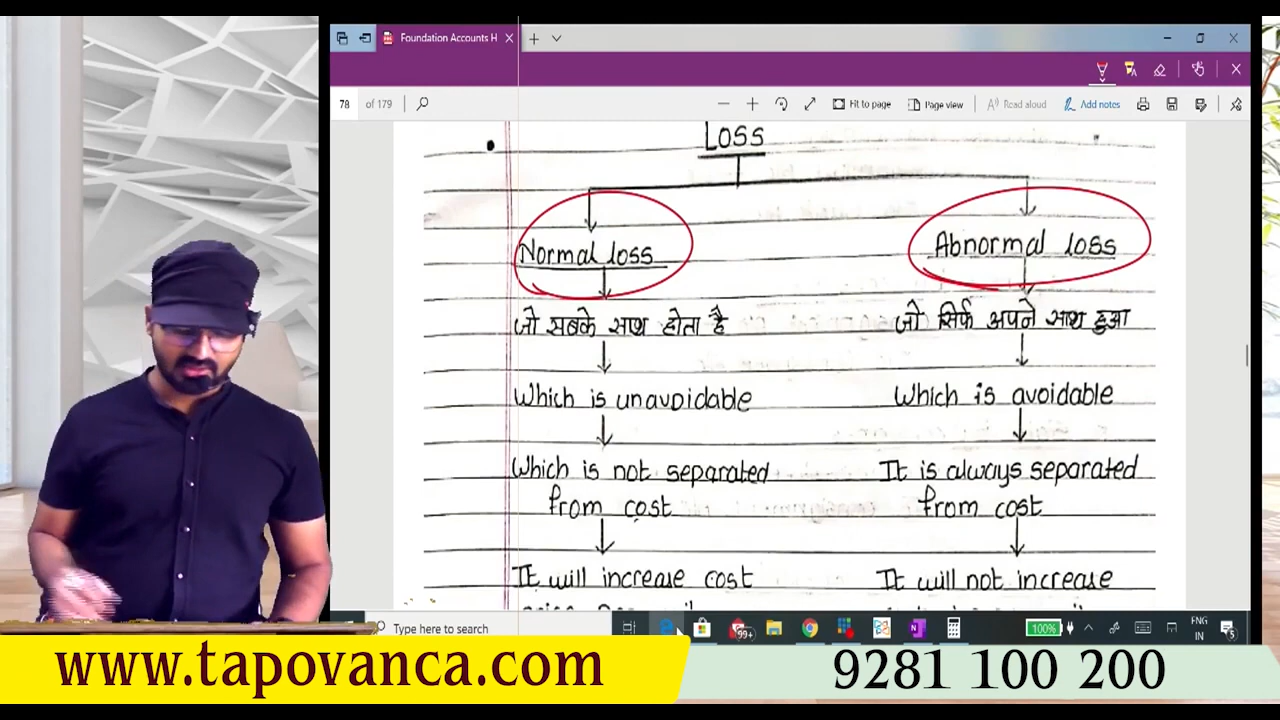 Foundation Accounts H
78 of 179
Fit to page
Page view
Read aloud
Add notes
Loss
Normal loss
Abnormal loss
जो सबके साथ होता है
जो सिर्फ अपने साथ हुआ
Which is unavoidable
Which is avoidable
Which is not separated
from cost
It is always separated
from cost
It will increase cost
It will not increase
Type here to search
99+
100%
ENG
IN
5
www.tapovanca.com
9281 100 200